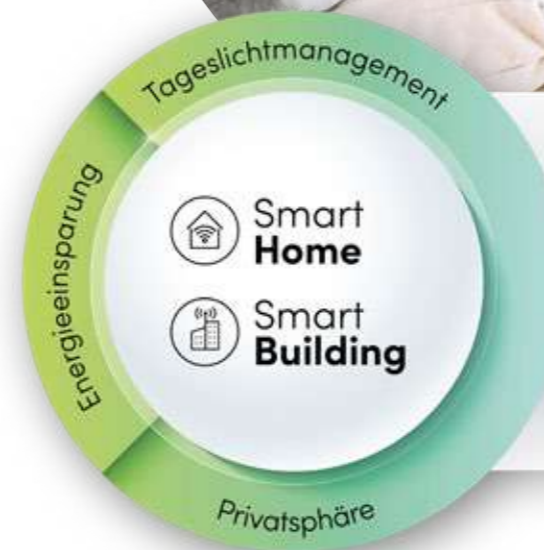 Tageslichtmanagement
Energieeinsparung
Smart
Home
Smart
Building
Privatsphäre